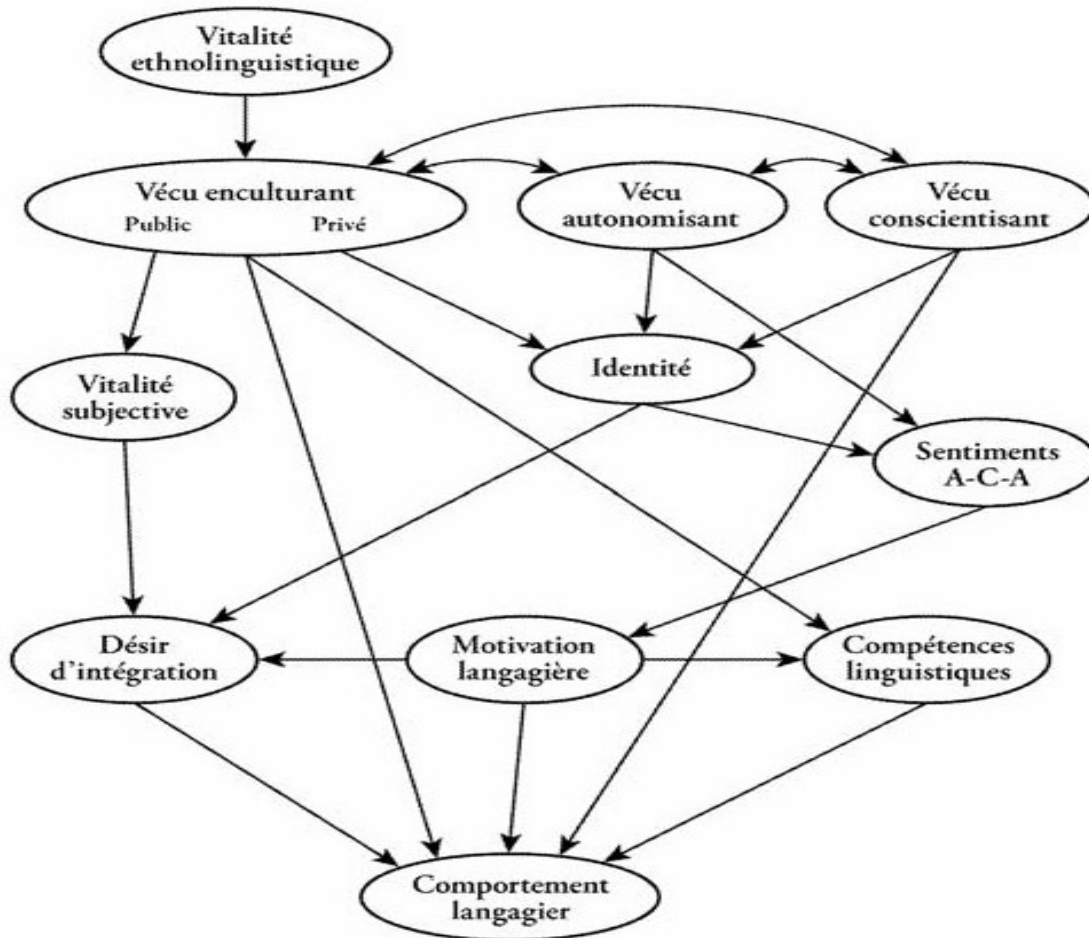 Vitalité
ethnolinguistique
Vécu enculturant
Public Privé
Vécu
autonomisant
Vécu
conscientisant
Identité
Vitalité
subjective
Sentiments
A-C-A
Désir
d'intégration
Motivation
langagière
Compétences
linguistiques
Comportement
langagier